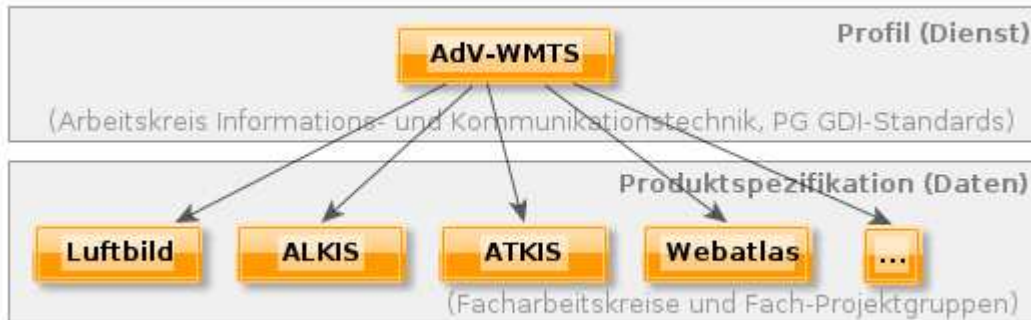 Profil (Dienst)
AdV-WMTS
(Arbeitskreis Informations- und Kommunikationstechnik, PG GDI-Standards)
Produktspezifikation (Daten)
Luftbild ALKIS ATKIS Webatlas ...
(Facharbeitskreise und Fach-Projektgruppen)